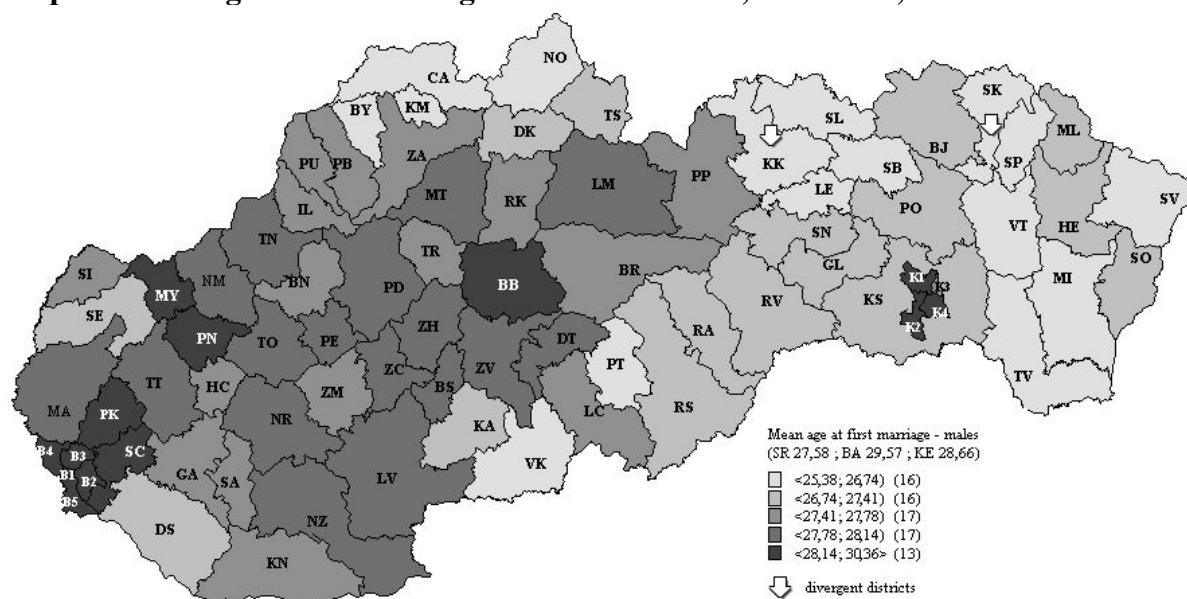 NO
CA
SK
KM
BY
TS
SL
ML
DK
BJ
PU
PB
ZA
KK
SB
SP
LM
PP
MT
RK
LE
SV
IL
PO
HE
TN
SN
VT
TR
SO
SI
NM
BN
BR
GL
K1
MI
MY
PD
BB
RV
KS
K3
SE
K4
K2
PN
TO
PE
ZH
DT
RA
TT
HC
ZM
ZC
BS
ZV
PT
TV
MA
PK
NR
LC
RS
KA
B4
B3
SC
VK
B1
B2
GA
SA
LV
B5
DS
NZ
KN
Mean age at first marriage - males
(SR 27,58 ; BA 29,57 ; KE 28,66)
<25,38; 26,74) (16)
<26,74; 27,41) (16)
<27,41; 27,78) (17)
<27,78; 28,14) (17)
<28,14; 30,36> (13)
divergent districts